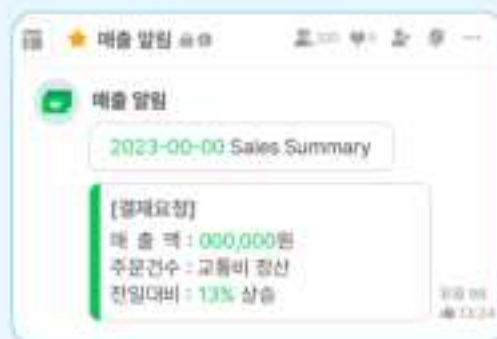 매출 알림
매출 알림
2023-00-00 Sales Summary
[결재요청]
매 출 액 : 000,000원
주문건수 : 교통비 정산
전일대비 : 13% 상승